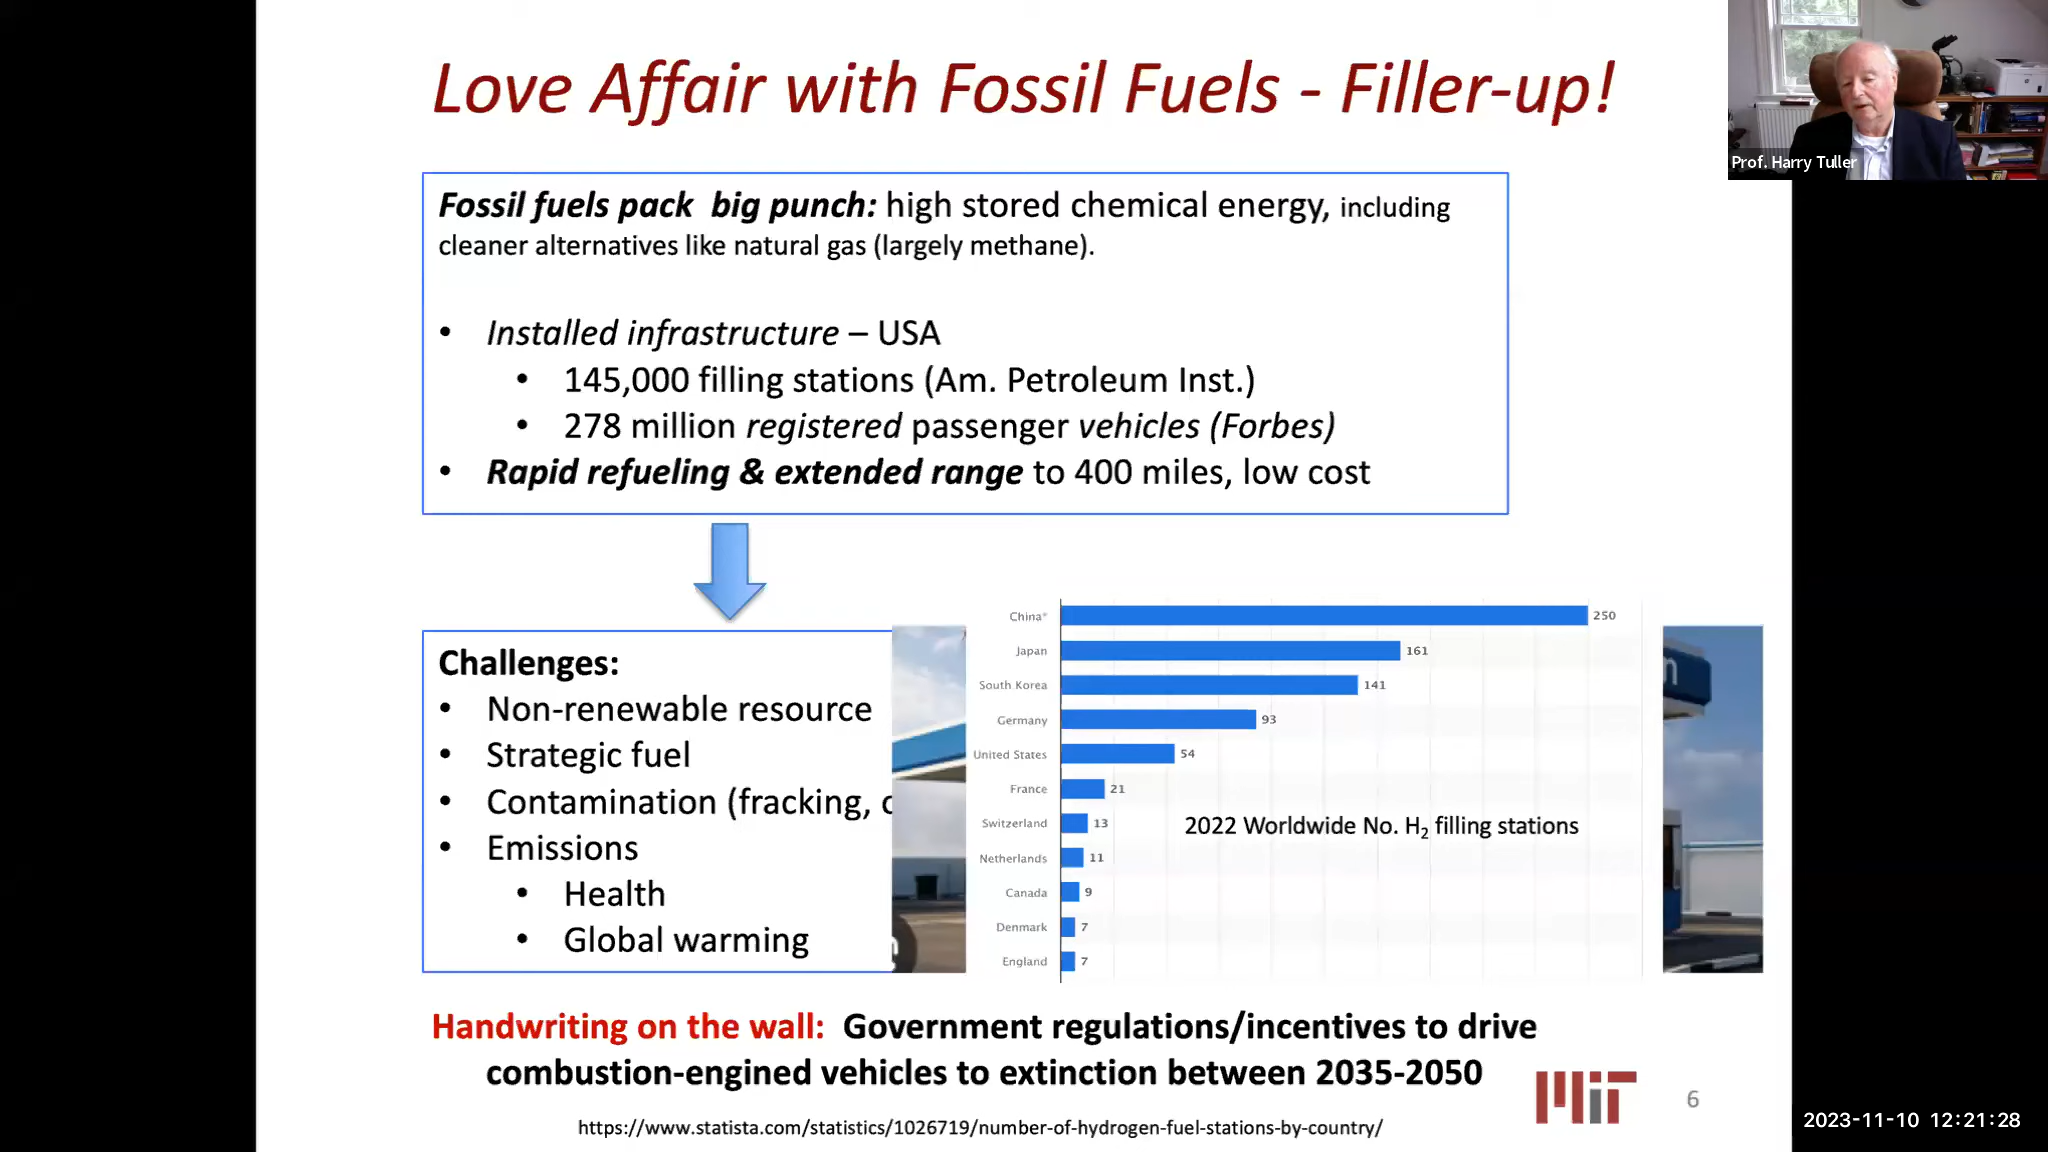 Love Affair with Fossil Fuels - Filler-up!
Prof. Harry Tuller
Fossil fuels pack big punch: high stored chemical energy, including
cleaner alternatives like natural gas (largely methane).
• Installed infrastructure – USA
• 145,000 filling stations (Am. Petroleum Inst.)
• 278 million registered passenger vehicles (Forbes)
• Rapid refueling & extended range to 400 miles, low cost
Challenges:
• Non-renewable resource
• Strategic fuel
• Contamination (fracking,
• Emissions
• Health
• Global warming
China* 250
Japan 161
South Korea 141
Germany 93
United States 54
France 21
Switzerland 13
2022 Worldwide No. H₂ filling stations
Netherlands 11
Canada 9
Denmark 7
England 7
Handwriting on the wall: Government regulations/incentives to drive
combustion-engined vehicles to extinction between 2035-2050
MIT
6
https://www.statista.com/statistics/1026719/number-of-hydrogen-fuel-stations-by-country/
2023-11-10 12:21:28